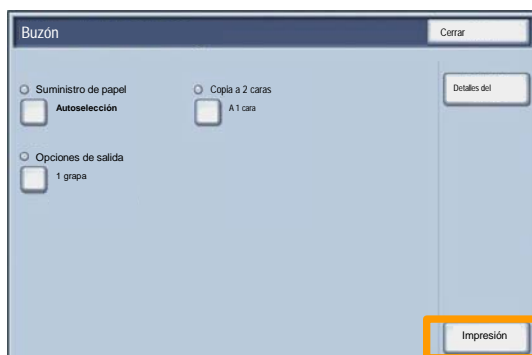 Buzón
Cerrar
Suministro de papel
Autoselección
Copia a 2 caras
A 1 cara
Detalles del
Opciones de salida
1 grapa
Impresión